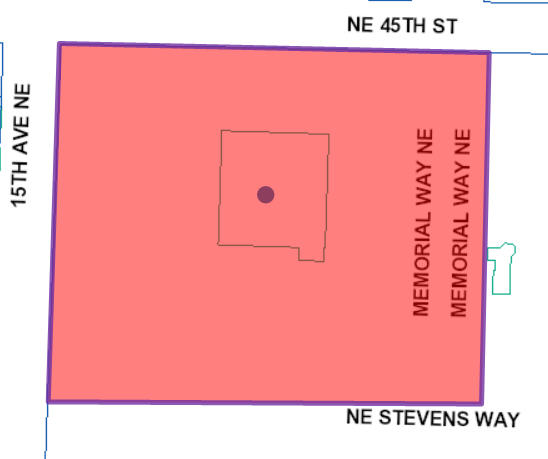 NE 45TH ST
15TH AVE NE
MEMORIAL WAY NE
MEMORIAL WAY NE
NE STEVENS WAY